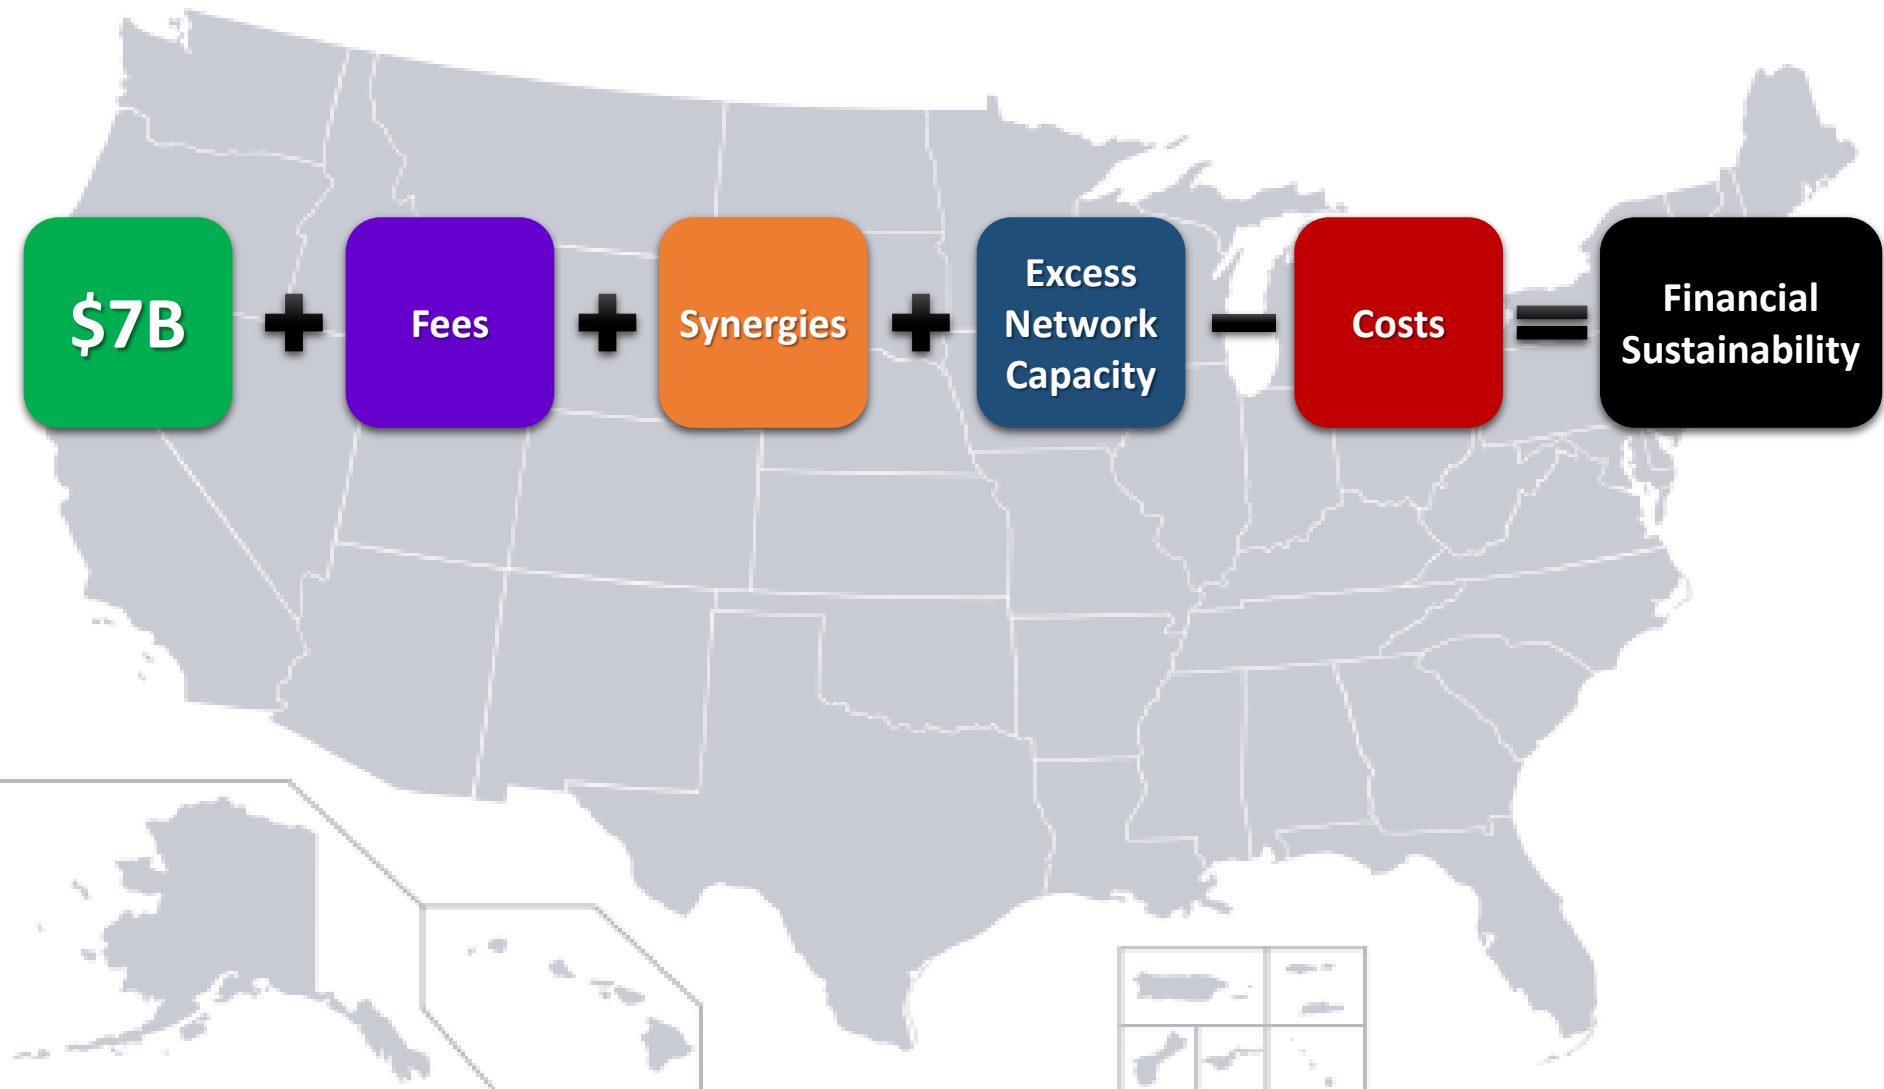 $7B
+
Fees
+
Synergies
+
Excess
Network
Capacity
−
Costs
=
Financial
Sustainability